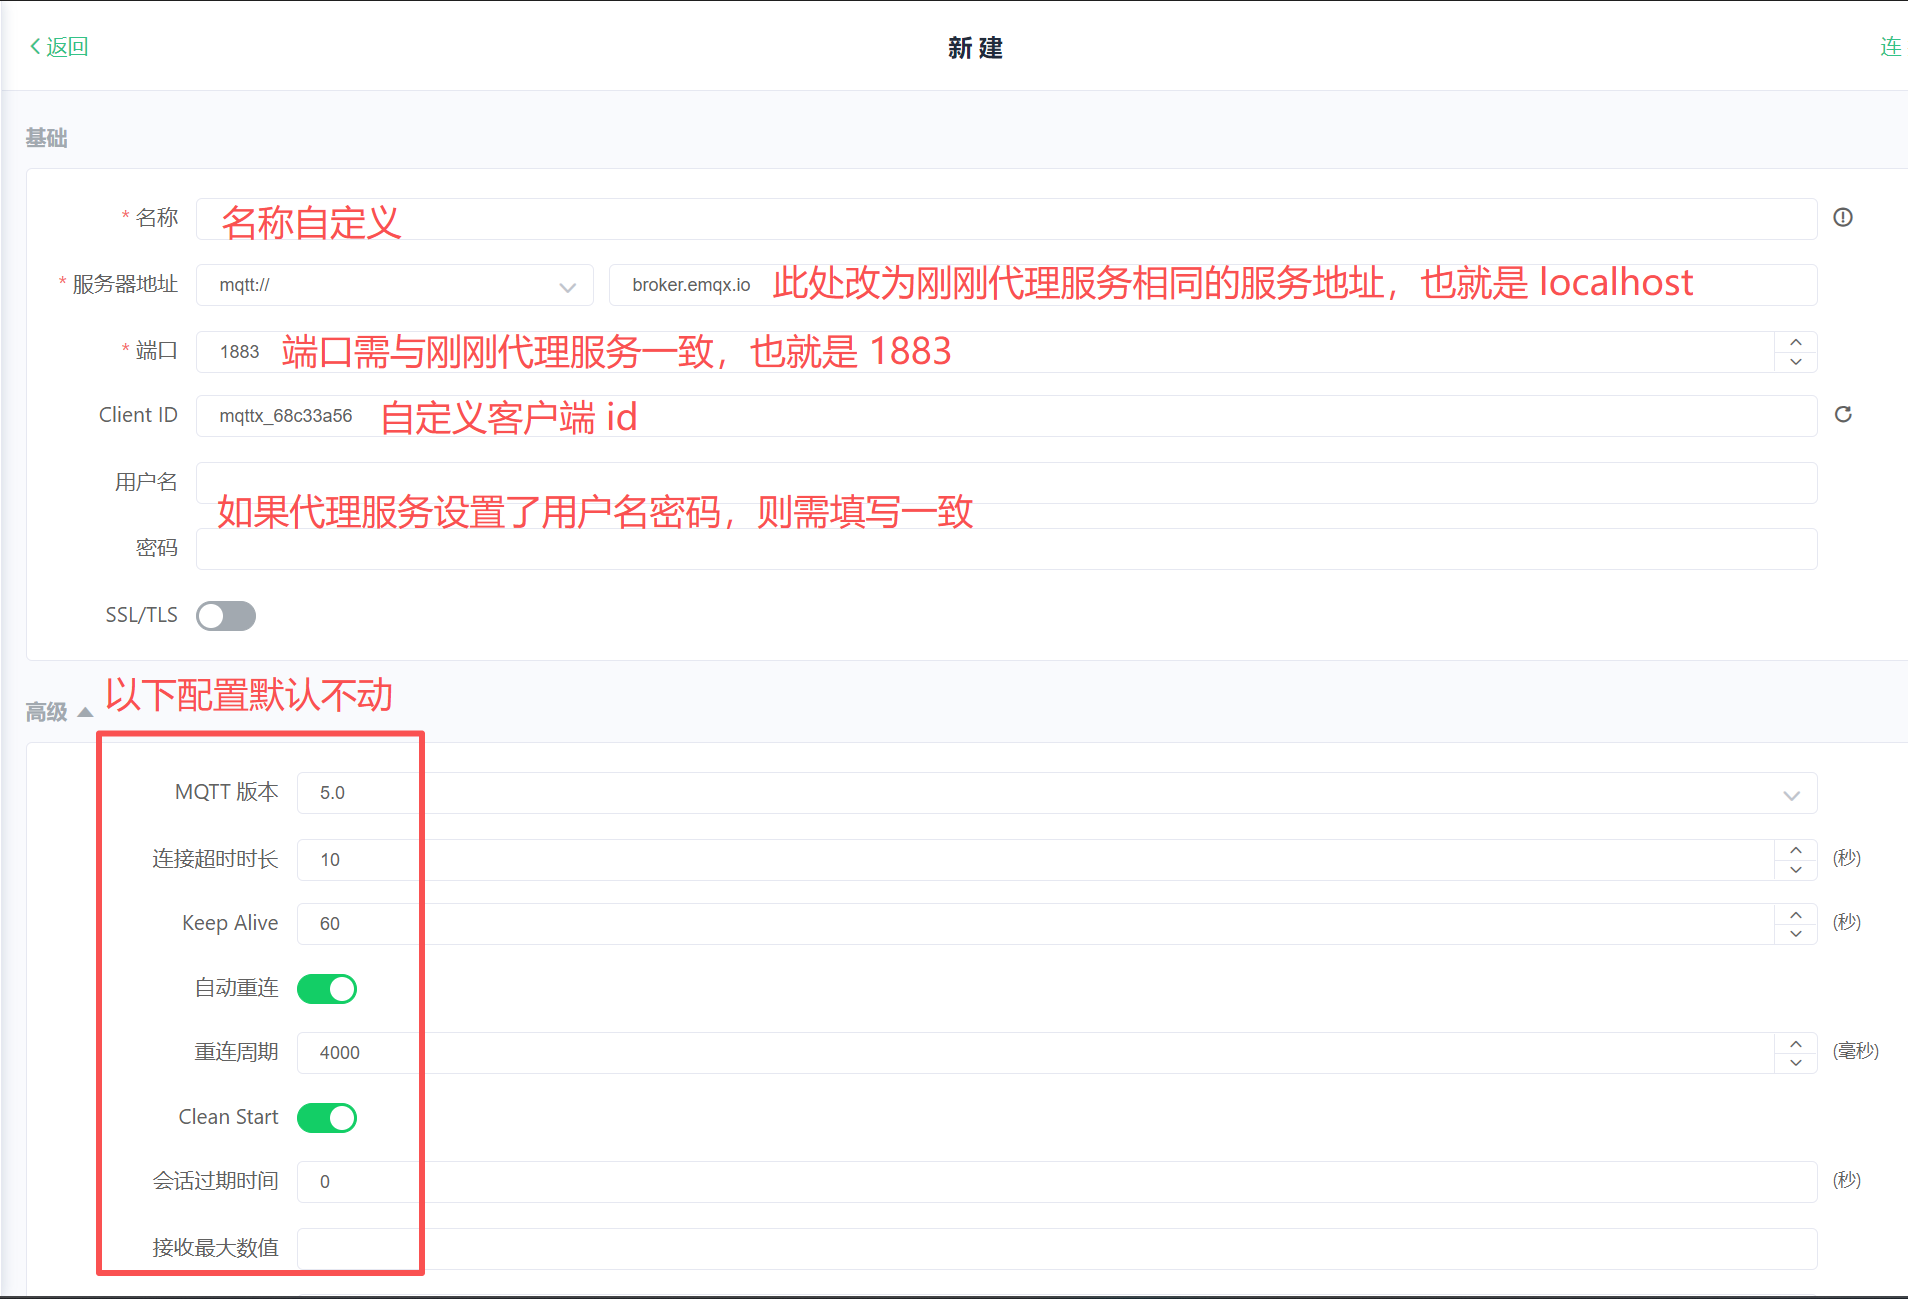 返回
新 建
连
基础
* 名称 名称自定义
* 服务器地址 mqtt:// broker.emqx.io 此处改为刚刚代理服务相同的服务地址，也就是 localhost
* 端口 1883 端口需与刚刚代理服务一致，也就是 1883
Client ID mqttx_68c33a56 自定义客户端 id
用户名
如果代理服务设置了用户名密码，则需填写一致
密码
SSL/TLS
高级 以下配置默认不动
MQTT 版本 5.0
连接超时时长 10 (秒)
Keep Alive 60 (秒)
自动重连
重连周期 4000 (毫秒)
Clean Start
会话过期时间 0 (秒)
接收最大数值